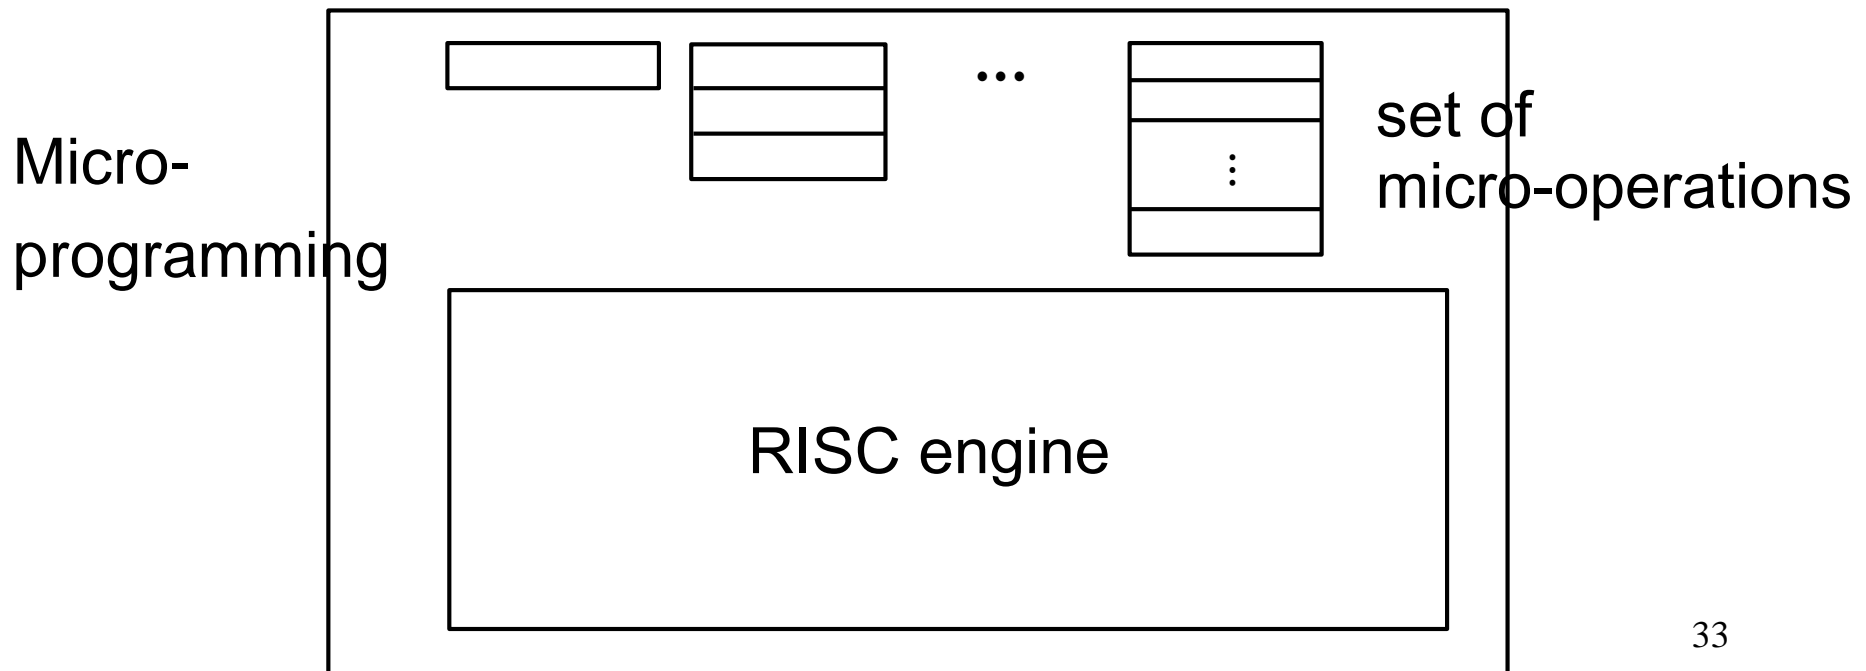 Micro-
programming
...
set of
micro-operations
⋮
RISC engine
33